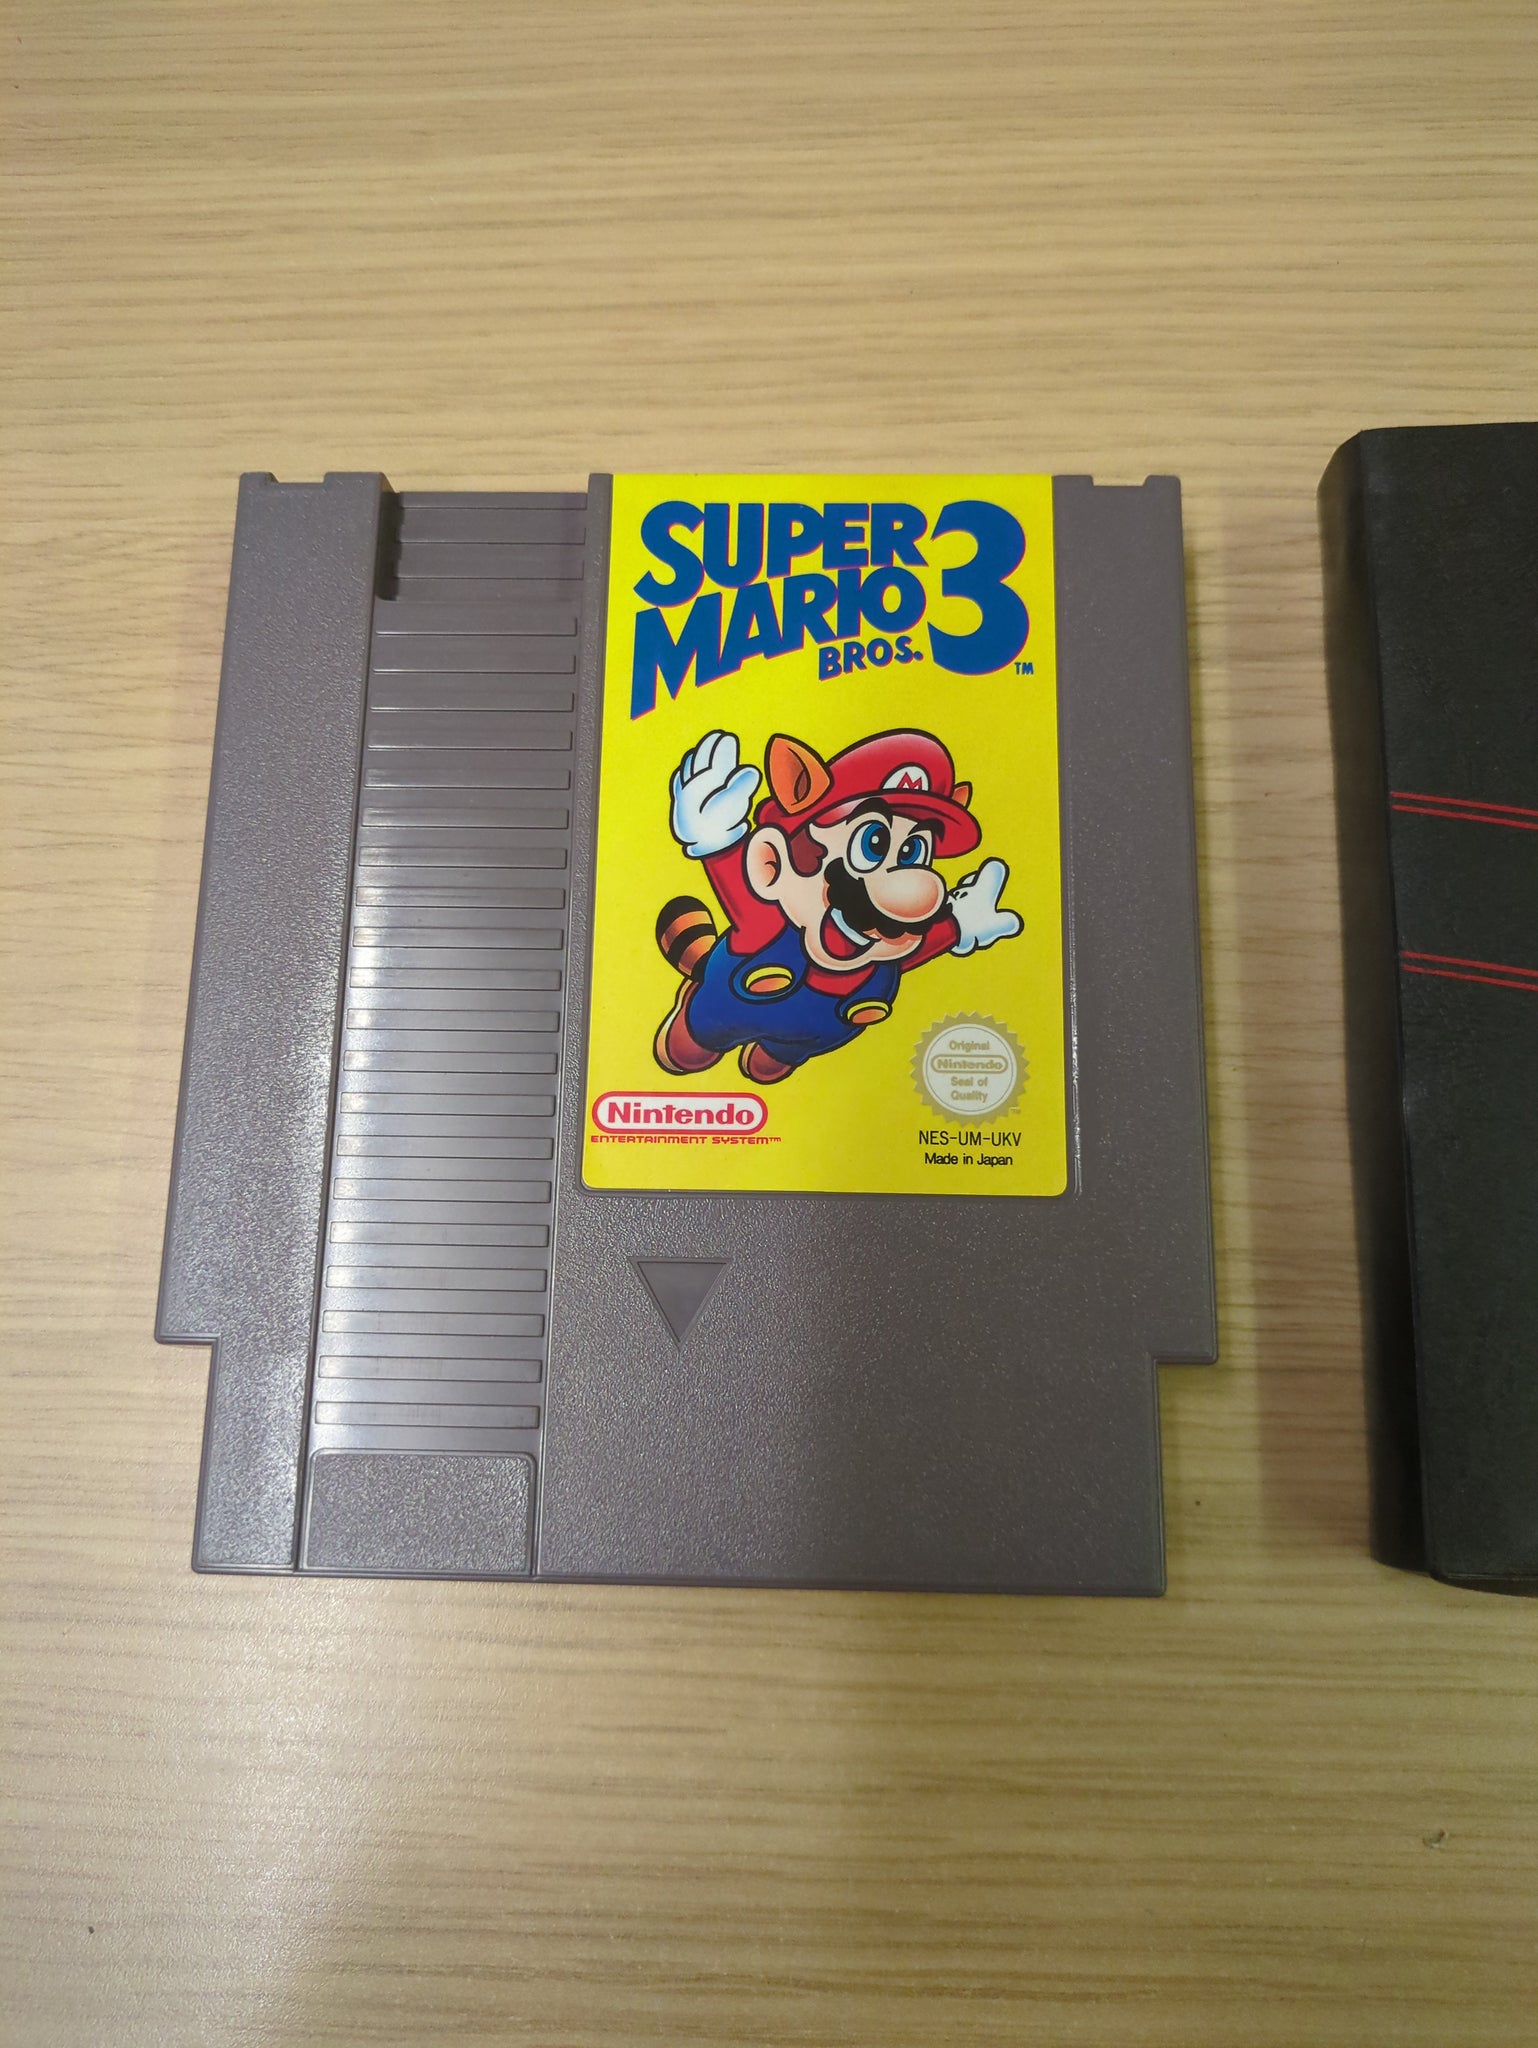 SUPER
MARIO
BROS. 3 TM
M
Original
Nintendo
Seal of
Quality
TM
Nintendo
ENTERTAINMENT SYSTEM™
NES-UM-UKV
Made in Japan